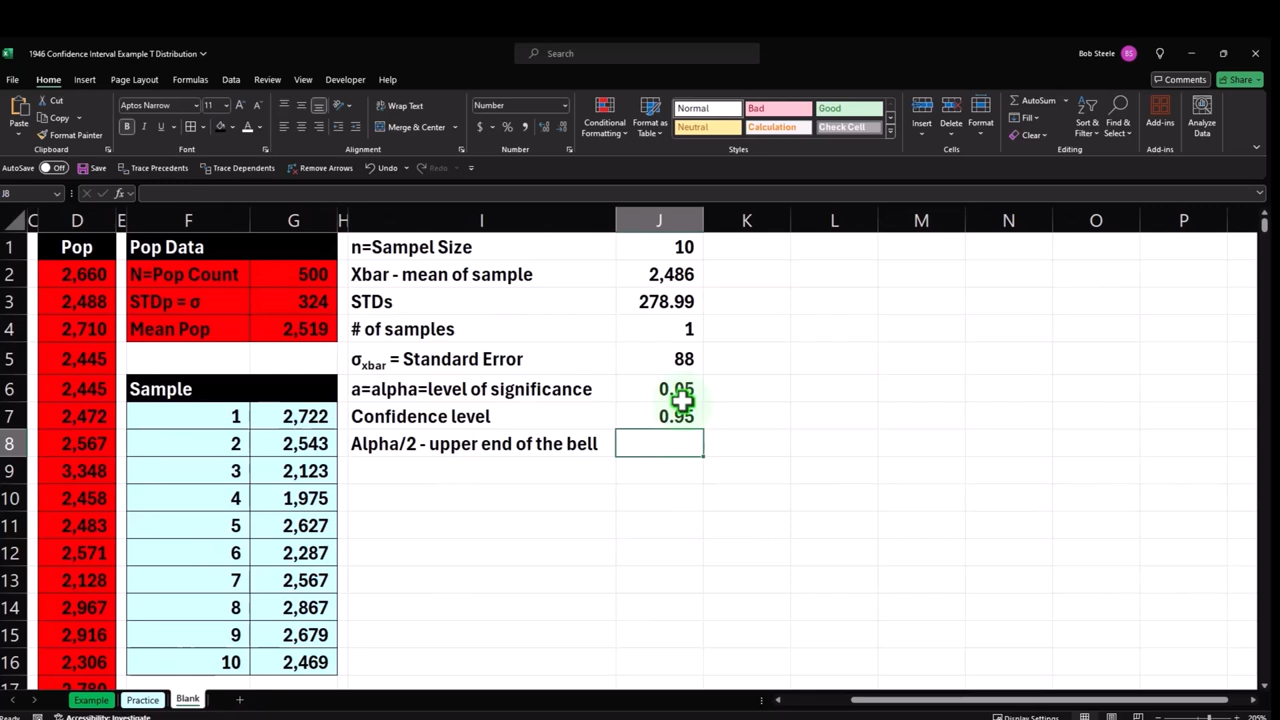 1946 Confidence Interval Example T Distribution
Search
Bob Steele BS
File Home Insert Page Layout Formulas Data Review View Automate Developer Help
Comments Share
Cut
Copy
Format Painter
Paste
Clipboard
Aptos Narrow 11
B I U
Font
Wrap Text
Merge & Center
Alignment
Number
$ % ,
Number
Conditional Formatting
Format as Table
Normal Bad Good
Neutral Calculation Check Cell
Styles
Insert Delete Format
Cells
AutoSum
Fill
Clear
Sort & Filter
Find & Select
Editing
Add-ins
Add-ins
Analyze Data
AutoSave Off Save Trace Precedents Trace Dependents Remove Arrows Undo Redo
J8 fx
C D E F G H I J K L M N O P
1 Pop Pop Data n=Sampel Size 10
2 2,660 N=Pop Count 500 Xbar - mean of sample 2,486
3 2,488 STDp = σ 324 STDs 278.99
4 2,710 Mean Pop 2,519 # of samples 1
5 2,445 σxbar = Standard Error 88
6 2,445 Sample a=alpha=level of significance 0.05
7 2,472 1 2,722 Confidence level 0.95
8 2,567 2 2,543 Alpha/2 - upper end of the bell
9 3,348 3 2,123
10 2,458 4 1,975
11 2,483 5 2,627
12 2,571 6 2,287
13 2,128 7 2,567
14 2,967 8 2,867
15 2,916 9 2,679
16 2,306 10 2,469
17 2,780
Example Practice Blank
Accessibility: Investigate
Display Settings
205%